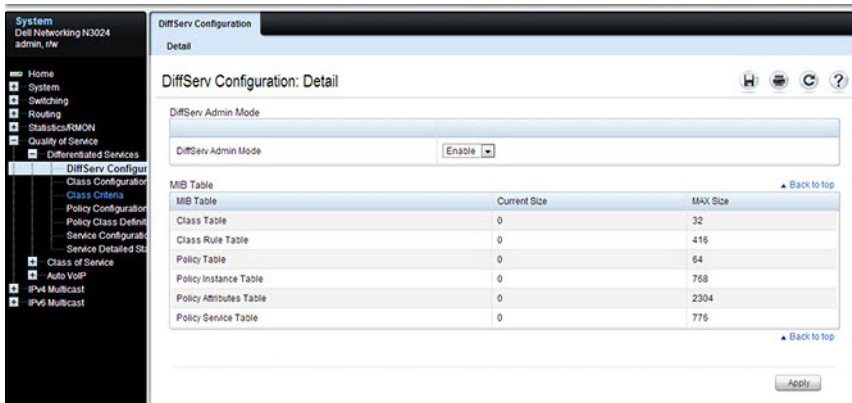 System
Dell Networking N3024
admin, r/w
Home
System
Switching
Routing
Statistics/RMON
Quality of Service
Differentiated Services
DiffServ Configur
Class Configuration
Class Criteria
Policy Configuration
Policy Class Definit
Service Configuratio
Service Detailed Sta
Class of Service
Auto VoIP
IPv4 Multicast
IPv6 Multicast
DiffServ Configuration
Detail
DiffServ Configuration: Detail
DiffServ Admin Mode
DiffServ Admin Mode Enable
MIB Table Back to top
MIB Table Current Size MAX Size
Class Table 0 32
Class Rule Table 0 416
Policy Table 0 64
Policy Instance Table 0 768
Policy Attributes Table 0 2304
Policy Service Table 0 776
Back to top
Apply